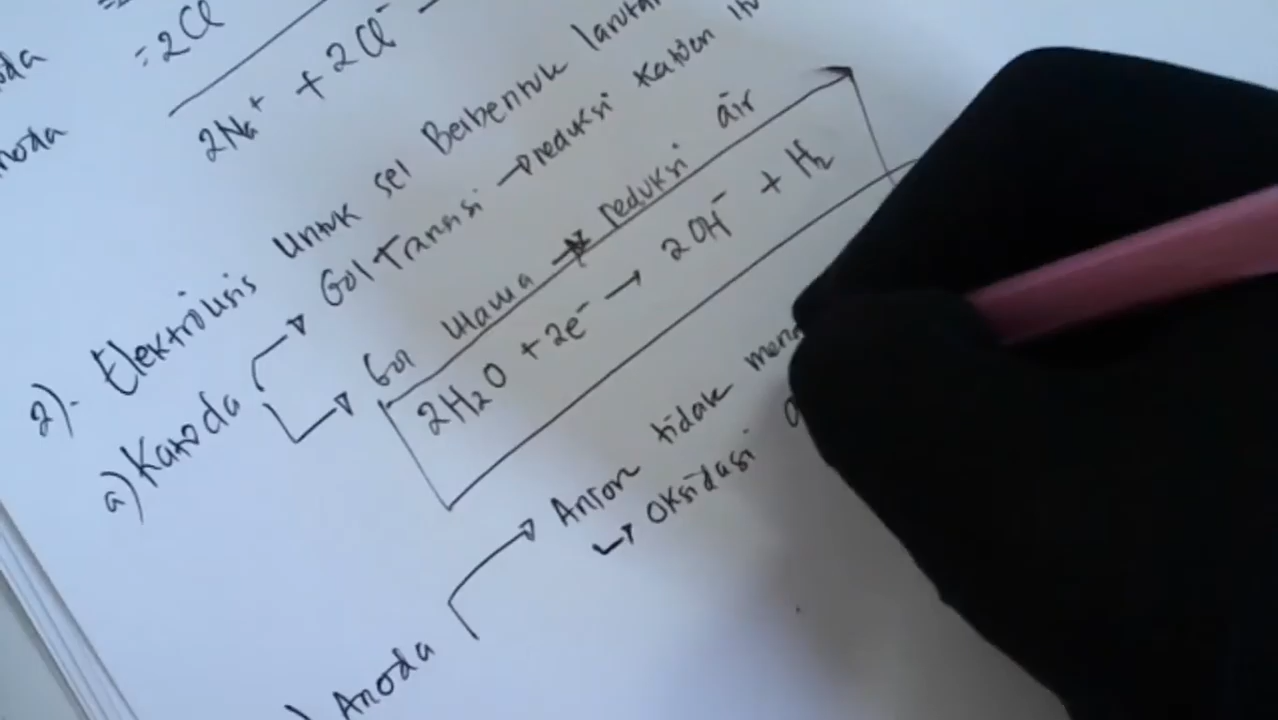 = 2Cl
2Na⁺ + 2Cl⁻
2). Elektrolisis Untuk sel Berbentuk larutan
a) Katoda
Gol Transisi → reduksi kation itu
Gol Utama → reduksi air
2H₂O + 2e⁻ → 2OH⁻ + H₂
Anoda
Anion tidak
↳ Oksidasi